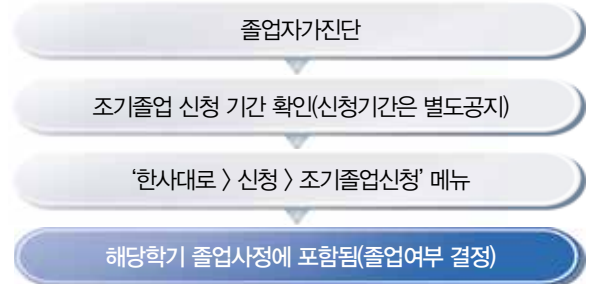 졸업자가진단
조기졸업 신청 기간 확인(신청기간은 별도공지)
‘한사대로 〉 신청 〉 조기졸업신청’ 메뉴
해당학기 졸업사정에 포함됨(졸업여부 결정)